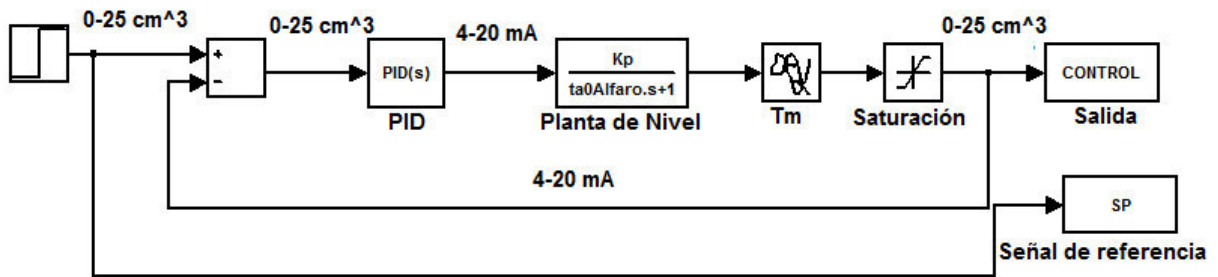 0-25 cm^3
0-25 cm^3
4-20 mA
0-25 cm^3
+
−
PID(s)
Kp
ta0Alfaro.s+1
CONTROL
PID
Planta de Nivel
Tm
Saturación
Salida
4-20 mA
SP
Señal de referencia